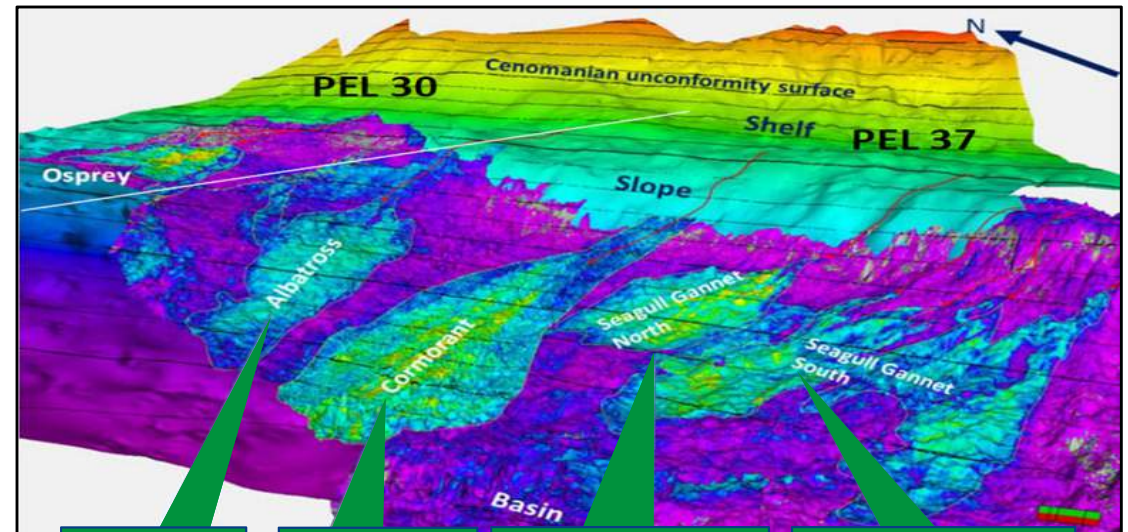 N
Cenomanian unconformity surface
PEL 30
Shelf
PEL 37
Osprey
Slope
Albatross
Seagull Gannet
North
Cormorant
Seagull Gannet
South
Basin